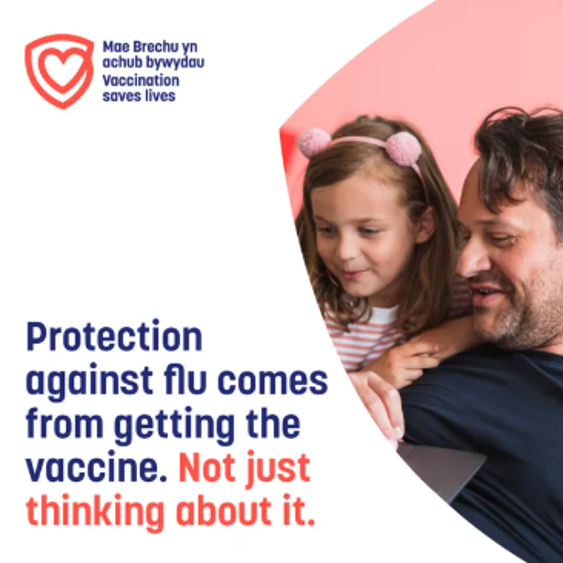 Mae Brechu yn
achub bywydau
Vaccination
saves lives
Protection
against flu comes
from getting the
vaccine. Not just
thinking about it.